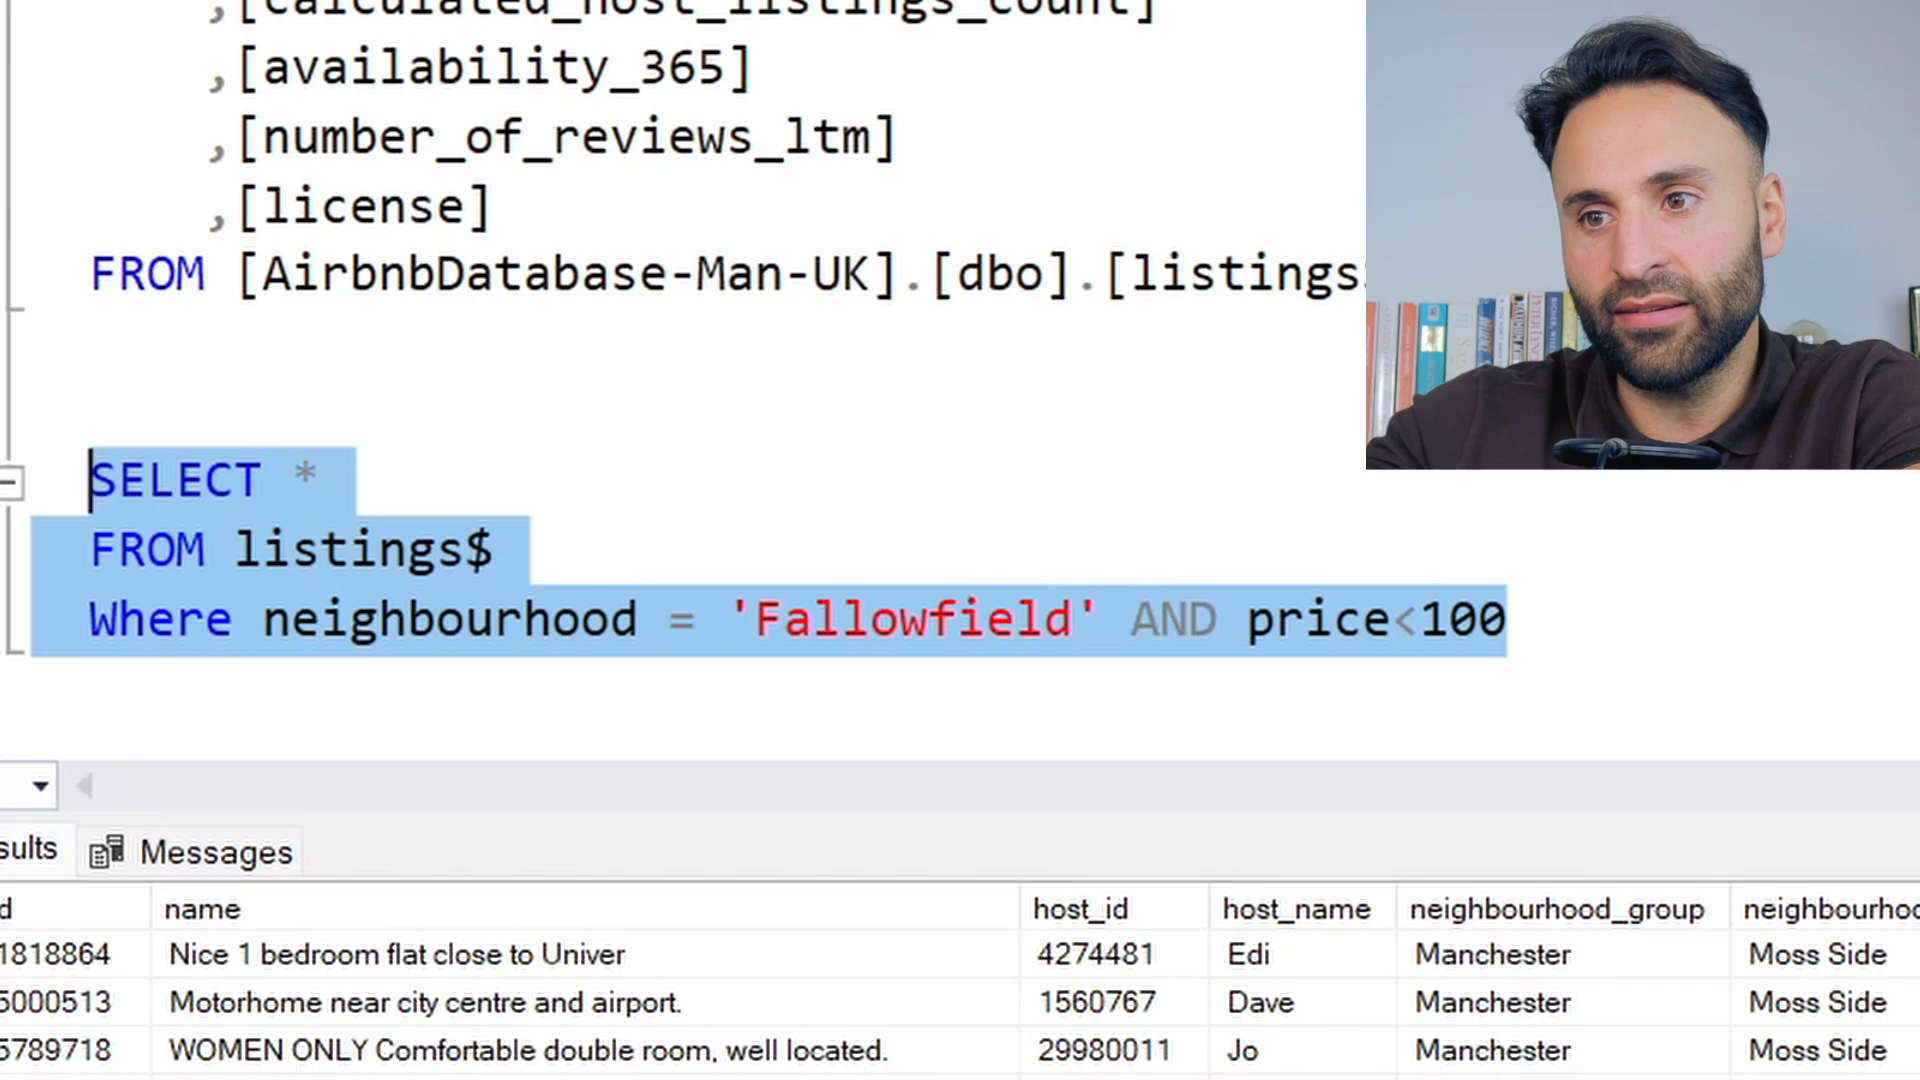 ,[calculated_host_listings_count]
,[availability_365]
,[number_of_reviews_ltm]
,[license]
FROM [AirbnbDatabase-Man-UK].[dbo].[listings
SELECT *
FROM listings$
Where neighbourhood = 'Fallowfield' AND price<100
sults Messages
d name host_id host_name neighbourhood_group neighbourhoo
1818864 Nice 1 bedroom flat close to Univer 4274481 Edi Manchester Moss Side
5000513 Motorhome near city centre and airport. 1560767 Dave Manchester Moss Side
5789718 WOMEN ONLY Comfortable double room, well located. 29980011 Jo Manchester Moss Side